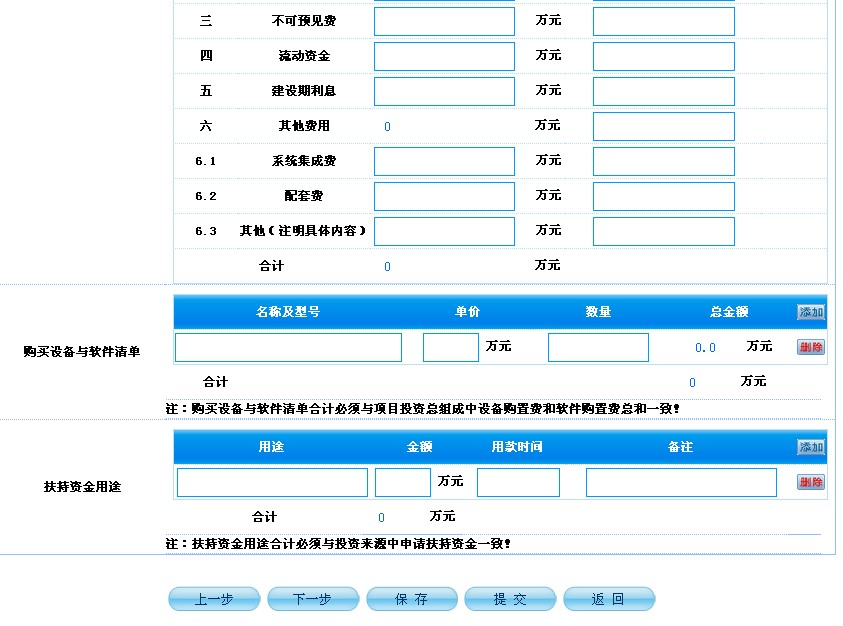 三 不可预见费 万元
四 流动资金 万元
五 建设期利息 万元
六 其他费用 0 万元
6.1 系统集成费 万元
6.2 配套费 万元
6.3 其他(注明具体内容) 万元
合计 0 万元
名称及型号 单价 数量 总金额 添加
购买设备与软件清单 万元 0.0 万元 删除
合计 0 万元
注：购买设备与软件清单合计必须与项目投资总组成中设备购置费和软件购置费总和一致!
用途 金额 用款时间 备注 添加
扶持资金用途 万元 删除
合计 0 万元
注：扶持资金用途合计必须与投资来源中申请扶持资金一致!
上一步 下一步 保 存 提 交 返 回